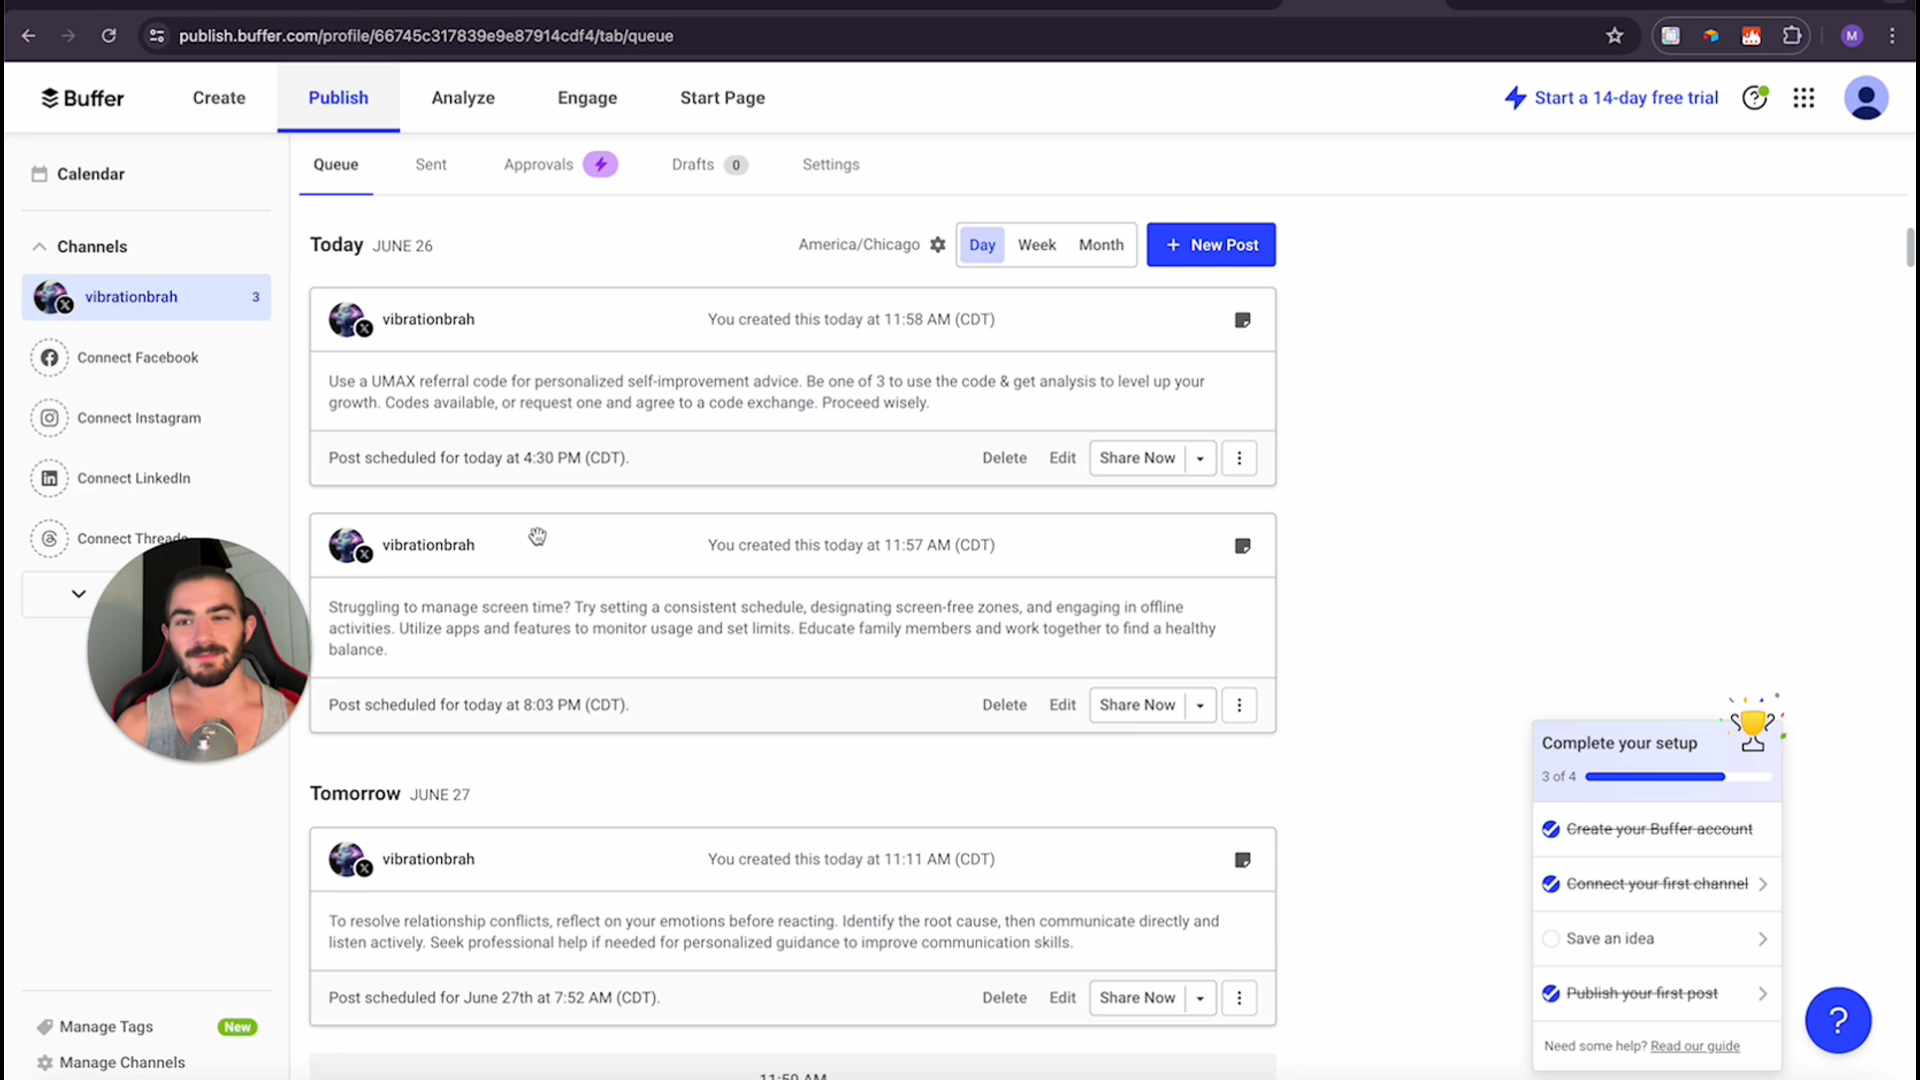 publish.buffer.com/profile/66745c317839e9e87914cdf4/tab/queue
M
Buffer
Create
Publish
Analyze
Engage
Start Page
Start a 14-day free trial
Calendar
Channels
vibrationbrah 3
Connect Facebook
Connect Instagram
Connect LinkedIn
Connect Threads
Manage Tags New
Manage Channels
Queue
Sent
Approvals
Drafts 0
Settings
Today JUNE 26
America/Chicago
Day Week Month
+ New Post
vibrationbrah
You created this today at 11:58 AM (CDT)
Use a UMAX referral code for personalized self-improvement advice. Be one of 3 to use the code & get analysis to level up your
growth. Codes available, or request one and agree to a code exchange. Proceed wisely.
Post scheduled for today at 4:30 PM (CDT).
Delete Edit Share Now
vibrationbrah
You created this today at 11:57 AM (CDT)
Struggling to manage screen time? Try setting a consistent schedule, designating screen-free zones, and engaging in offline
activities. Utilize apps and features to monitor usage and set limits. Educate family members and work together to find a healthy
balance.
Post scheduled for today at 8:03 PM (CDT).
Delete Edit Share Now
Tomorrow JUNE 27
vibrationbrah
You created this today at 11:11 AM (CDT)
To resolve relationship conflicts, reflect on your emotions before reacting. Identify the root cause, then communicate directly and
listen actively. Seek professional help if needed for personalized guidance to improve communication skills.
Post scheduled for June 27th at 7:52 AM (CDT).
Delete Edit Share Now
11:50 AM
Complete your setup
3 of 4
Create your Buffer account
Connect your first channel
Save an idea
Publish your first post
Need some help? Read our guide
?